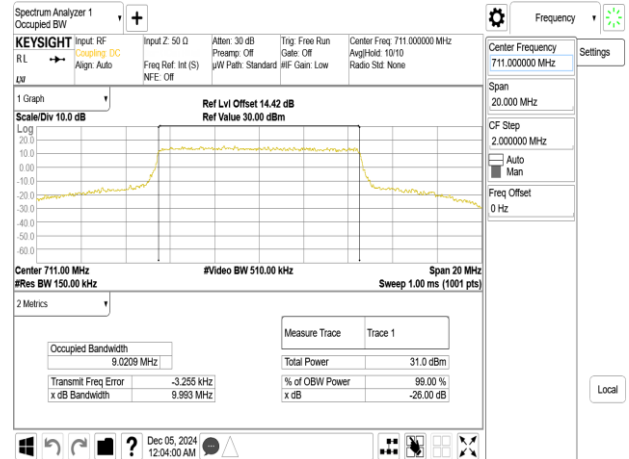 Spectrum Analyzer 1
Occupied BW
Frequency
KEYSIGHT
RL
Input: RF
Coupling: DC
Align: Auto
Input Z: 50 Ω
Freq Ref: Int (S)
NFE: Off
Atten: 30 dB
Preamp: Off
µW Path: Standard
Trig: Free Run
Gate: Off
#IF Gain: Low
Center Freq: 711.000000 MHz
Avg|Hold: 10/10
Radio Std: None
Center Frequency
711.000000 MHz
Settings
Span
20.000 MHz
CF Step
2.000000 MHz
Auto
Man
Freq Offset
0 Hz
Local
1 Graph
Scale/Div 10.0 dB
Ref Lvl Offset 14.42 dB
Ref Value 30.00 dBm
Log
20.0
10.0
0.00
-10.0
-20.0
-30.0
-40.0
-50.0
-60.0
Center 711.00 MHz
#Res BW 150.00 kHz
#Video BW 510.00 kHz
Span 20 MHz
Sweep 1.00 ms (1001 pts)
2 Metrics
Occupied Bandwidth
9.0209 MHz
Transmit Freq Error -3.255 kHz
x dB Bandwidth 9.993 MHz
Measure Trace Trace 1
Total Power 31.0 dBm
% of OBW Power 99.00 %
x dB -26.00 dB
?
Dec 05, 2024
12:04:00 AM